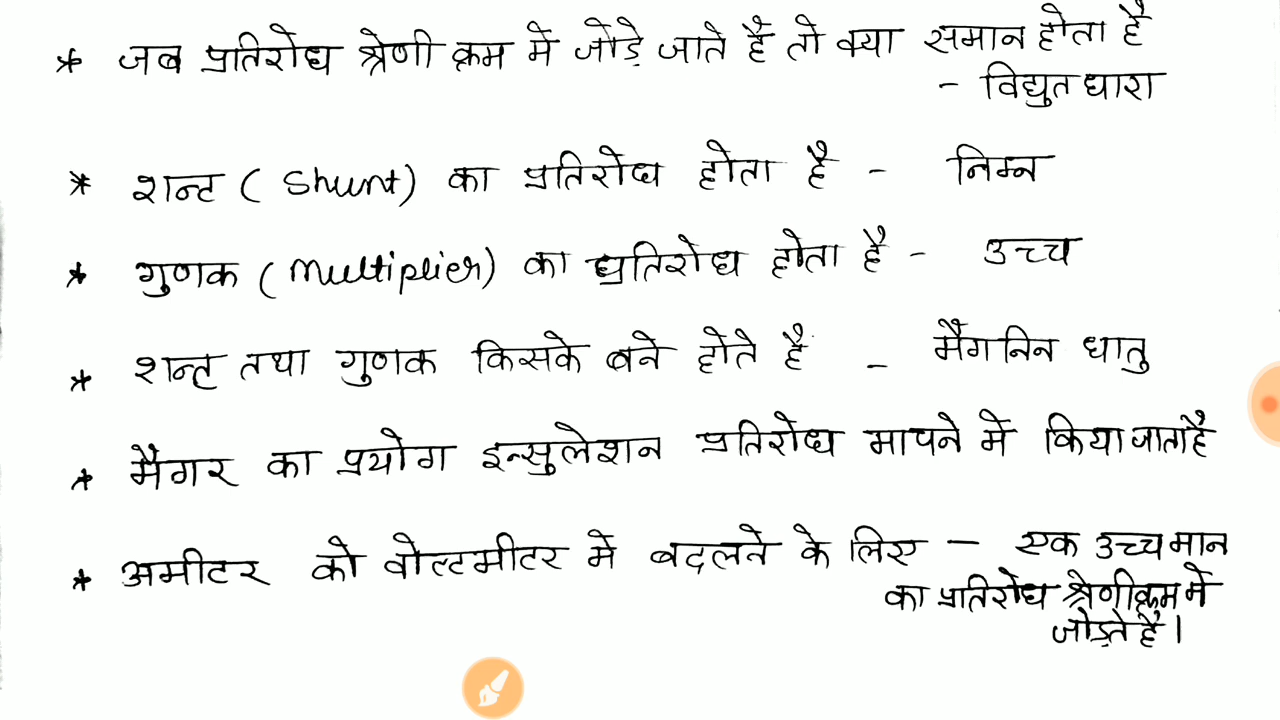 * जब प्रतिरोध श्रेणी क्रम में जोड़े जाते हैं तो क्या समान होता है
- विद्युत धारा
* शन्ट ( Shunt) का प्रतिरोध होता है - निम्न
* गुणक ( Multiplier) का प्रतिरोध होता है - उच्च
* शन्ट तथा गुणक किसके बने होते है - मैगनिन धातु
* मैगर का प्रयोग इन्सुलेशन प्रतिरोध मापने में किया जाता है
* अमीटर को वोल्टमीटर में बदलने के लिए - एक उच्च मान
का प्रतिरोध श्रेणीक्रम में
जोड़ते है।